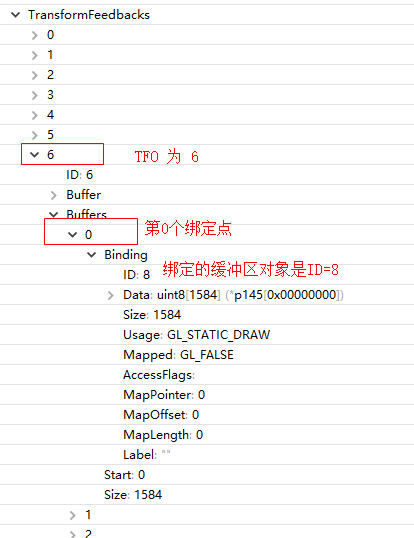 TransformFeedbacks
0
1
2
3
4
5
6
TFO 为 6
ID: 6
Buffer
Buffers
0
第0个绑定点
Binding
ID: 8
绑定的缓冲区对象是ID=8
Data: uint8[1584] (*p145[0x00000000])
Size: 1584
Usage: GL_STATIC_DRAW
Mapped: GL_FALSE
AccessFlags:
MapPointer: 0
MapOffset: 0
MapLength: 0
Label: ""
Start: 0
Size: 1584
1
2